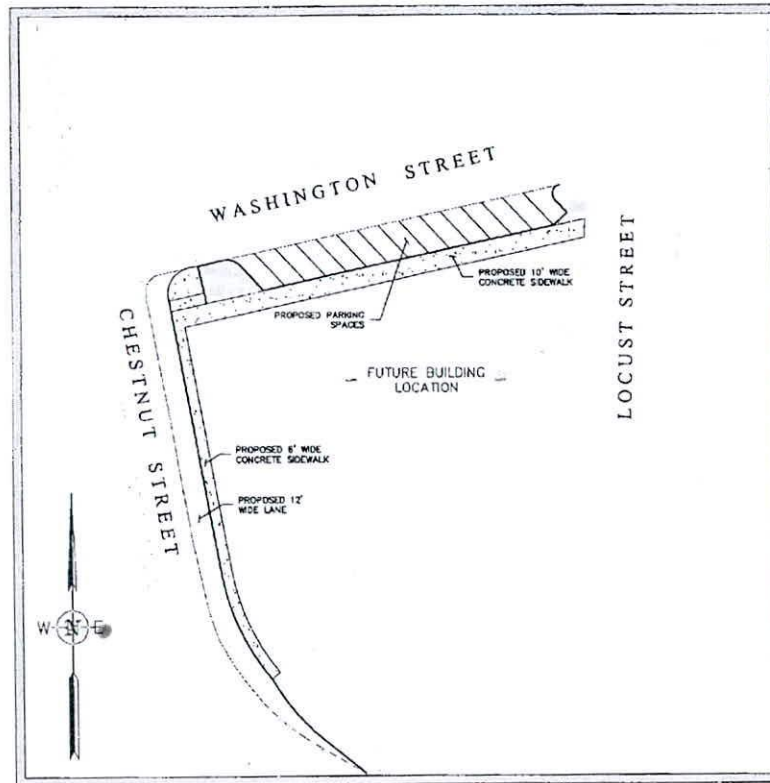 WASHINGTON STREET
PROPOSED 10' WIDE
CONCRETE SIDEWALK
PROPOSED PARKING
SPACES
CHESTNUT STREET
LOCUST STREET
FUTURE BUILDING
LOCATION
PROPOSED 6' WIDE
CONCRETE SIDEWALK
PROPOSED 12'
WIDE LANE
W N E